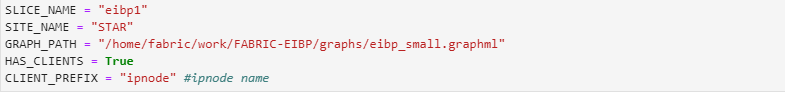 SLICE_NAME = "eibp1"
SITE_NAME = "STAR"
GRAPH_PATH = "/home/fabric/work/FABRIC-EIBP/graphs/eibp_small.graphml"
HAS_CLIENTS = True
CLIENT_PREFIX = "ipnode" #ipnode name